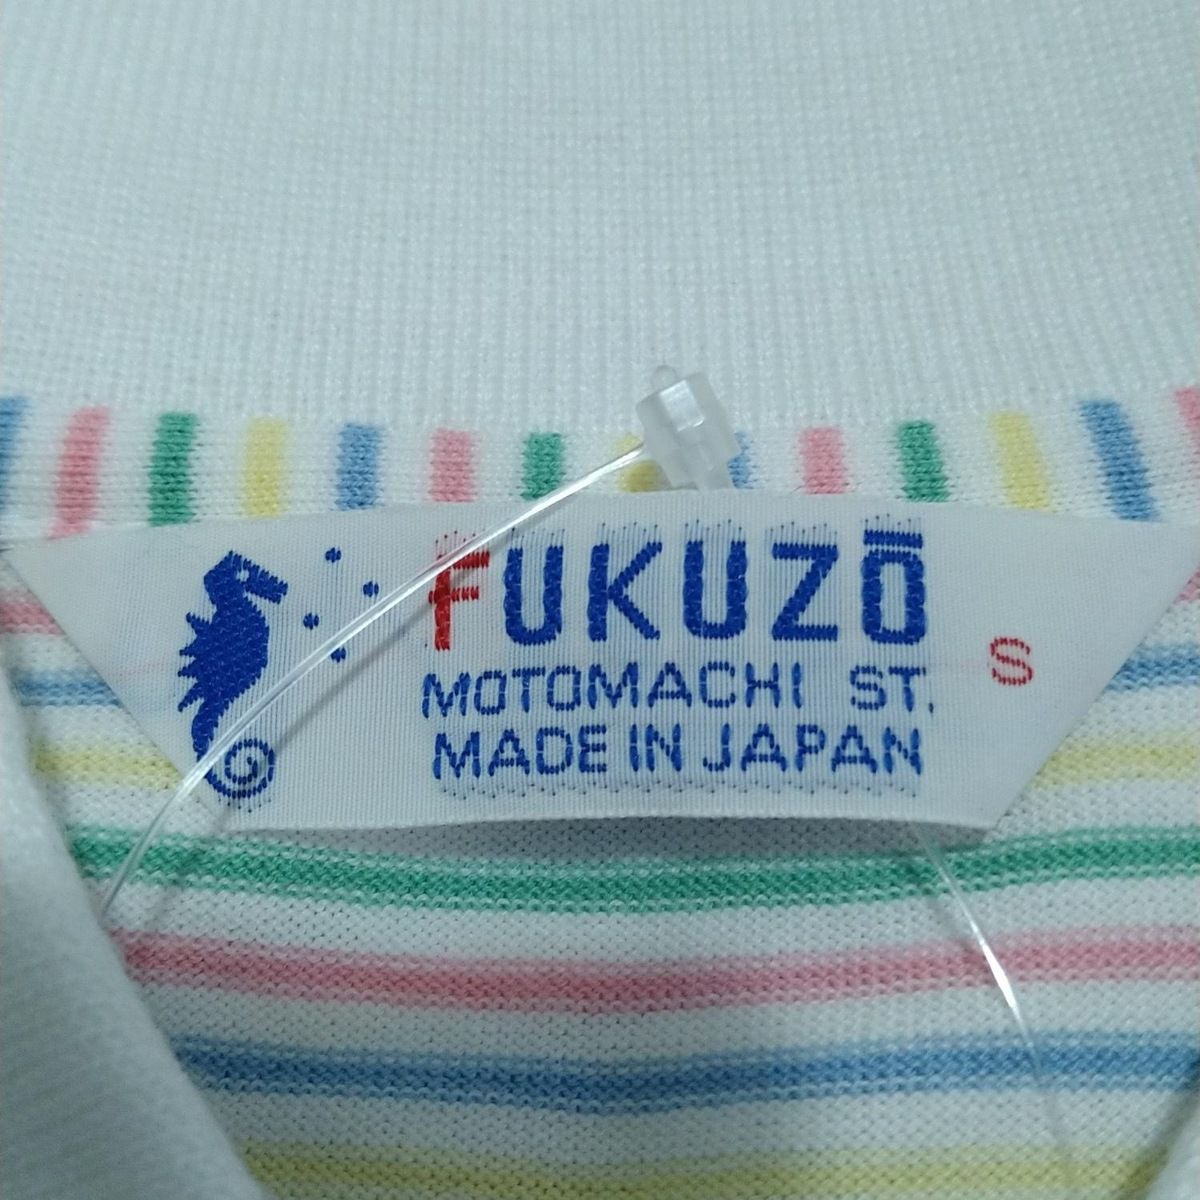 FUKUZŌ
MOTOMACHI ST.
MADE IN JAPAN
S